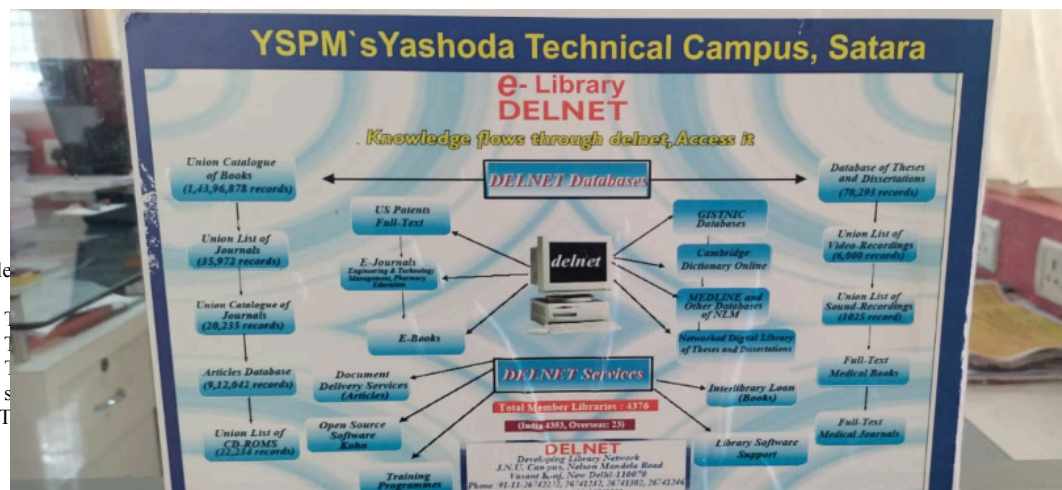 YSPM`sYashoda Technical Campus, Satara
e- Library
DELNET
Knowledge flows through delnet,Access it
DELNET Databases
Union Catalogue
of Books
(1,43,96,878 records)
Union List of
Journals
(35,972 records)
Union Catalogue of
Journals
(20,235 records)
Articles Database
(9,12,042 records)
Union List of
CD-ROMS
(22,234 records)
US Patents
Full-Text
E-Journals
Engineering & Technology
Management, Pharmacy
Education
E-Books
delnet
GISTNIC
Databases
Cambridge
Dictionary Online
MEDLINE and
Other Databases
of NLM
Networked Digital Library
of Theses and Dissertations
Database of Theses
and Dissertations
(70,293 records)
Union List of
Video-Recordings
(6,000 records)
Union List of
Sound-Recordings
(1025 record)
Full-Text
Medical Books
Full-Text
Medical Journals
DELNET Services
Document
Delivery Services
(Articles)
Open Source
Software
Koha
Training
Programmes
Interlibrary Loan
(Books)
Library Software
Support
Total Member Libraries : 4376
(India 4353, Overseas: 23)
DELNET
Developing Library Network
J.N.U. Campus, Nelson Mandela Road
Vasant Kunj, New Delhi-110070
Phone :91-11-26742222, 26741232, 26741302, 26741246